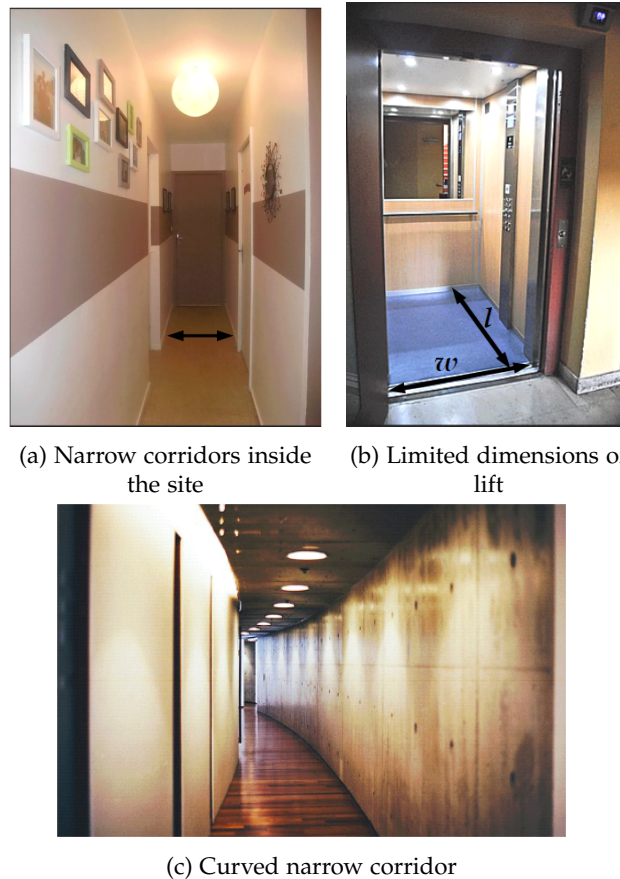 l
w
(a) Narrow corridors inside
the site
(b) Limited dimensions o
lift
(c) Curved narrow corridor